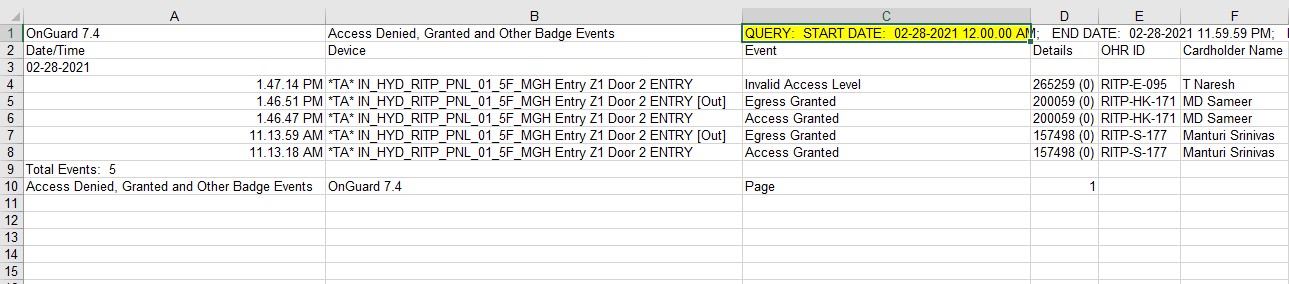 A B C D E F
1 OnGuard 7.4 Access Denied, Granted and Other Badge Events QUERY: START DATE: 02-28-2021 12.00.00 AM; END DATE: 02-28-2021 11.59.59 PM;
2 Date/Time Device Event Details OHR ID Cardholder Name
3 02-28-2021
4 1.47.14 PM *TA* IN_HYD_RITP_PNL_01_5F_MGH Entry Z1 Door 2 ENTRY Invalid Access Level 265259 (0) RITP-E-095 T Naresh
5 1.46.51 PM *TA* IN_HYD_RITP_PNL_01_5F_MGH Entry Z1 Door 2 ENTRY [Out] Egress Granted 200059 (0) RITP-HK-171 MD Sameer
6 1.46.47 PM *TA* IN_HYD_RITP_PNL_01_5F_MGH Entry Z1 Door 2 ENTRY Access Granted 200059 (0) RITP-HK-171 MD Sameer
7 11.13.59 AM *TA* IN_HYD_RITP_PNL_01_5F_MGH Entry Z1 Door 2 ENTRY [Out] Egress Granted 157498 (0) RITP-S-177 Manturi Srinivas
8 11.13.18 AM *TA* IN_HYD_RITP_PNL_01_5F_MGH Entry Z1 Door 2 ENTRY Access Granted 157498 (0) RITP-S-177 Manturi Srinivas
9 Total Events: 5
10 Access Denied, Granted and Other Badge Events OnGuard 7.4 Page 1
11
12
13
14
15